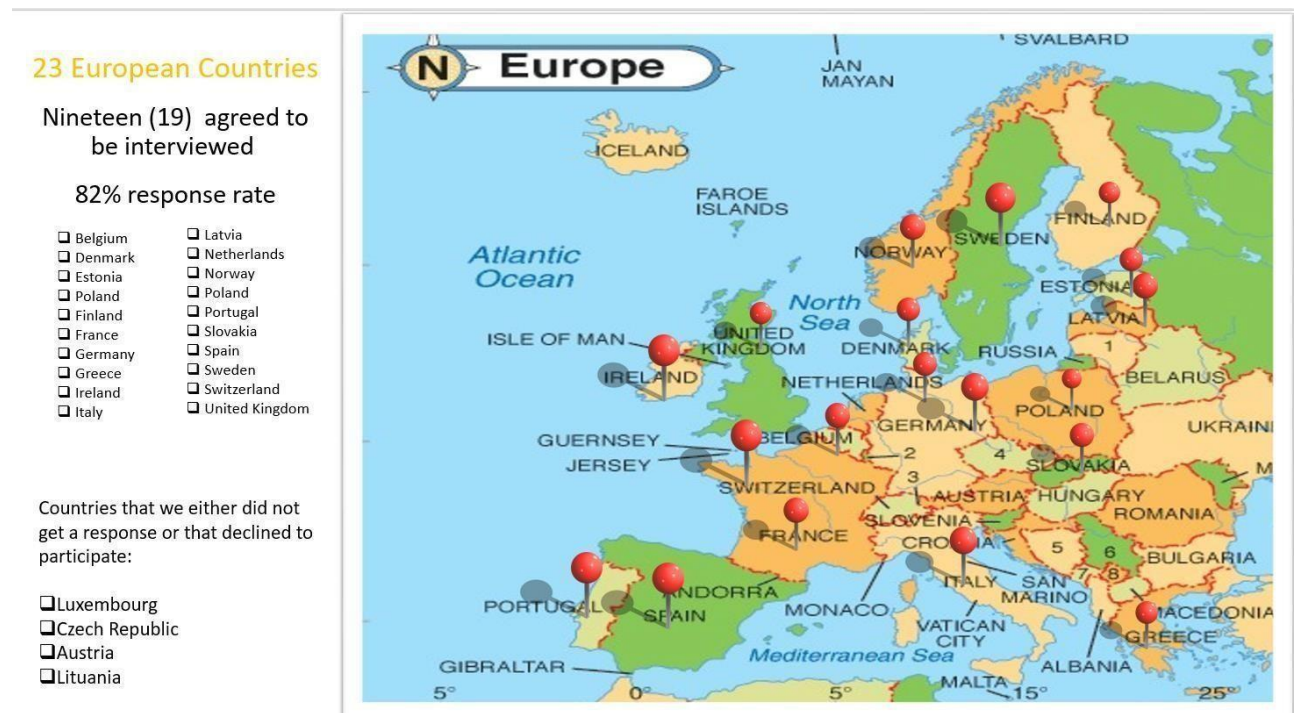 23 European Countries
Nineteen (19) agreed to
be interviewed
82% response rate
❑ Belgium
❑ Denmark
❑ Estonia
❑ Poland
❑ Finland
❑ France
❑ Germany
❑ Greece
❑ Ireland
❑ Italy
❑ Latvia
❑ Netherlands
❑ Norway
❑ Poland
❑ Portugal
❑ Slovakia
❑ Spain
❑ Sweden
❑ Switzerland
❑ United Kingdom
Countries that we either did not
get a response or that declined to
participate:
❑Luxembourg
❑Czech Republic
❑Austria
❑Lituania
N Europe
SVALBARD
JAN
MAYAN
ICELAND
FAROE
ISLANDS
Atlantic
Ocean
NORWAY
SWEDEN
FINLAND
ESTONIA
LATVIA
North
Sea
ISLE OF MAN
UNITED
KINGDOM
DENMARK
RUSSIA
1
IRELAND
NETHERLANDS
BELARUS
POLAND
GERMANY
UKRAIN
GUERNSEY
BELGIUM
JERSEY
2
4
SLOVAKIA
M
3
SWITZERLAND
AUSTRIA
HUNGARY
ROMANIA
SLOVENIA
FRANCE
CROATIA
5
6
BULGARIA
7
8
ITALY
SAN
MARINO
ANDORRA
PORTUGAL
SPAIN
MONACO
MACEDONIA
VATICAN
CITY
GREECE
Mediterranean Sea
ALBANIA
GIBRALTAR
MALTA
5°
0°
5°
15°
25°